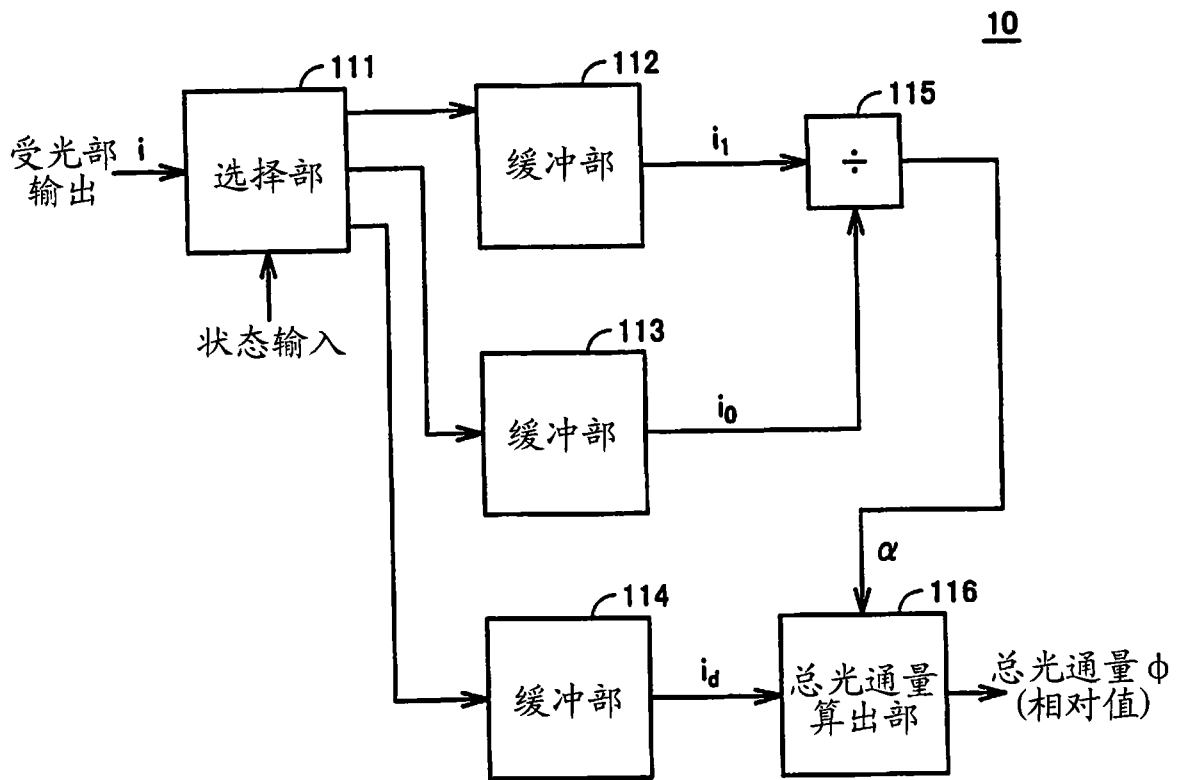 10
111
112
115
受光部
输出
i
选择部
缓冲部
i₁
÷
状态输入
113
缓冲部
i₀
α
114
116
缓冲部
i_d
总光通量
算出部
总光通量 φ
(相对值)